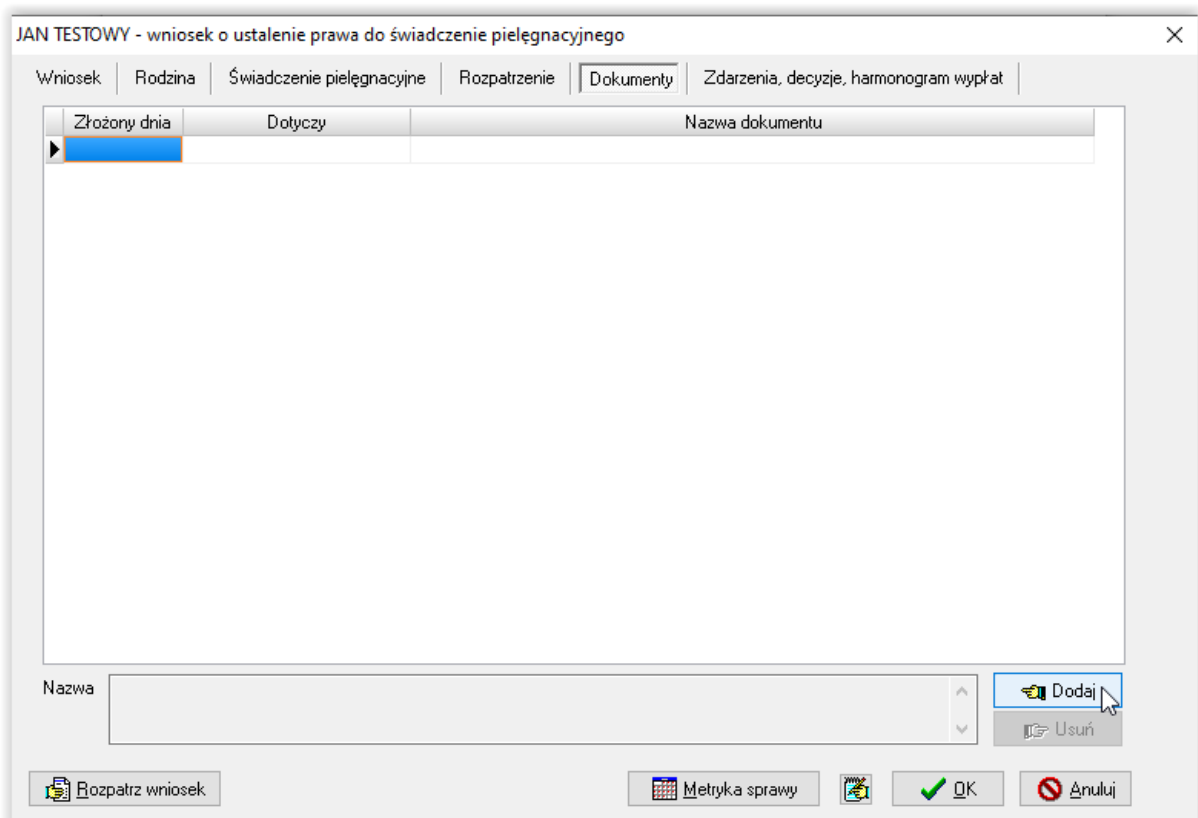 JAN TESTOWY - wniosek o ustalenie prawa do świadczenie pielęgnacyjnego
Wniosek Rodzina Świadczenie pielęgnacyjne Rozpatrzenie Dokumenty Zdarzenia, decyzje, harmonogram wypłat
Złożony dnia Dotyczy Nazwa dokumentu
Nazwa
Dodaj
Usuń
Rozpatrz wniosek Metryka sprawy OK Anuluj